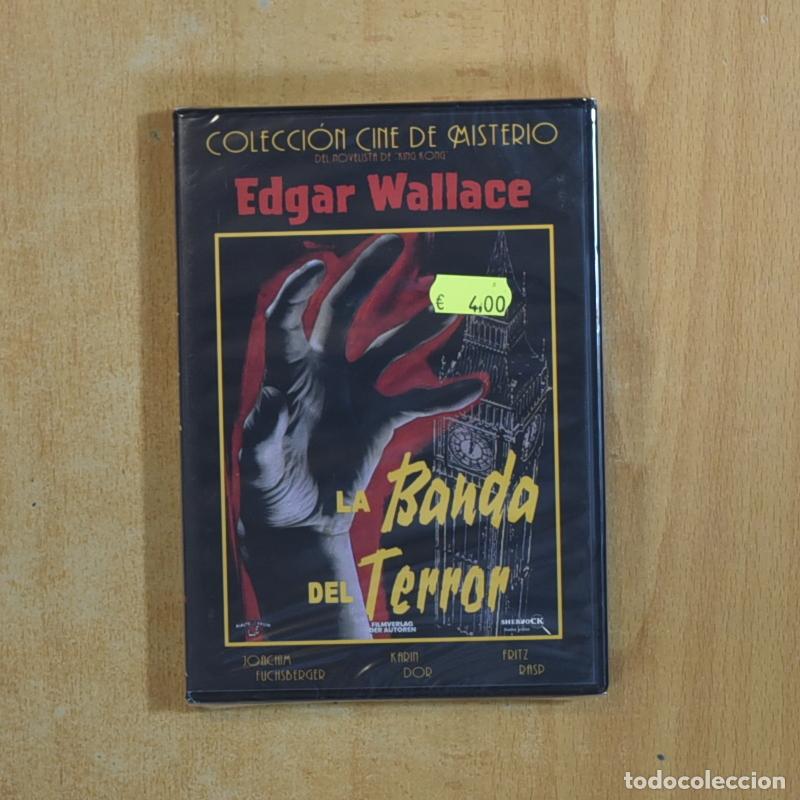 COLECCIÓN CINE DE MISTERIO
DEL NOVELISTA DE "KING KONG"
Edgar Wallace
€ 4,00
LA Banda
DEL Terror
FILMVERLAG
DER AUTOREN
SHERLOCK
JOACHIM
FUCHSBERGER
KARIN
DOR
FRITZ
RASP
todocoleccion